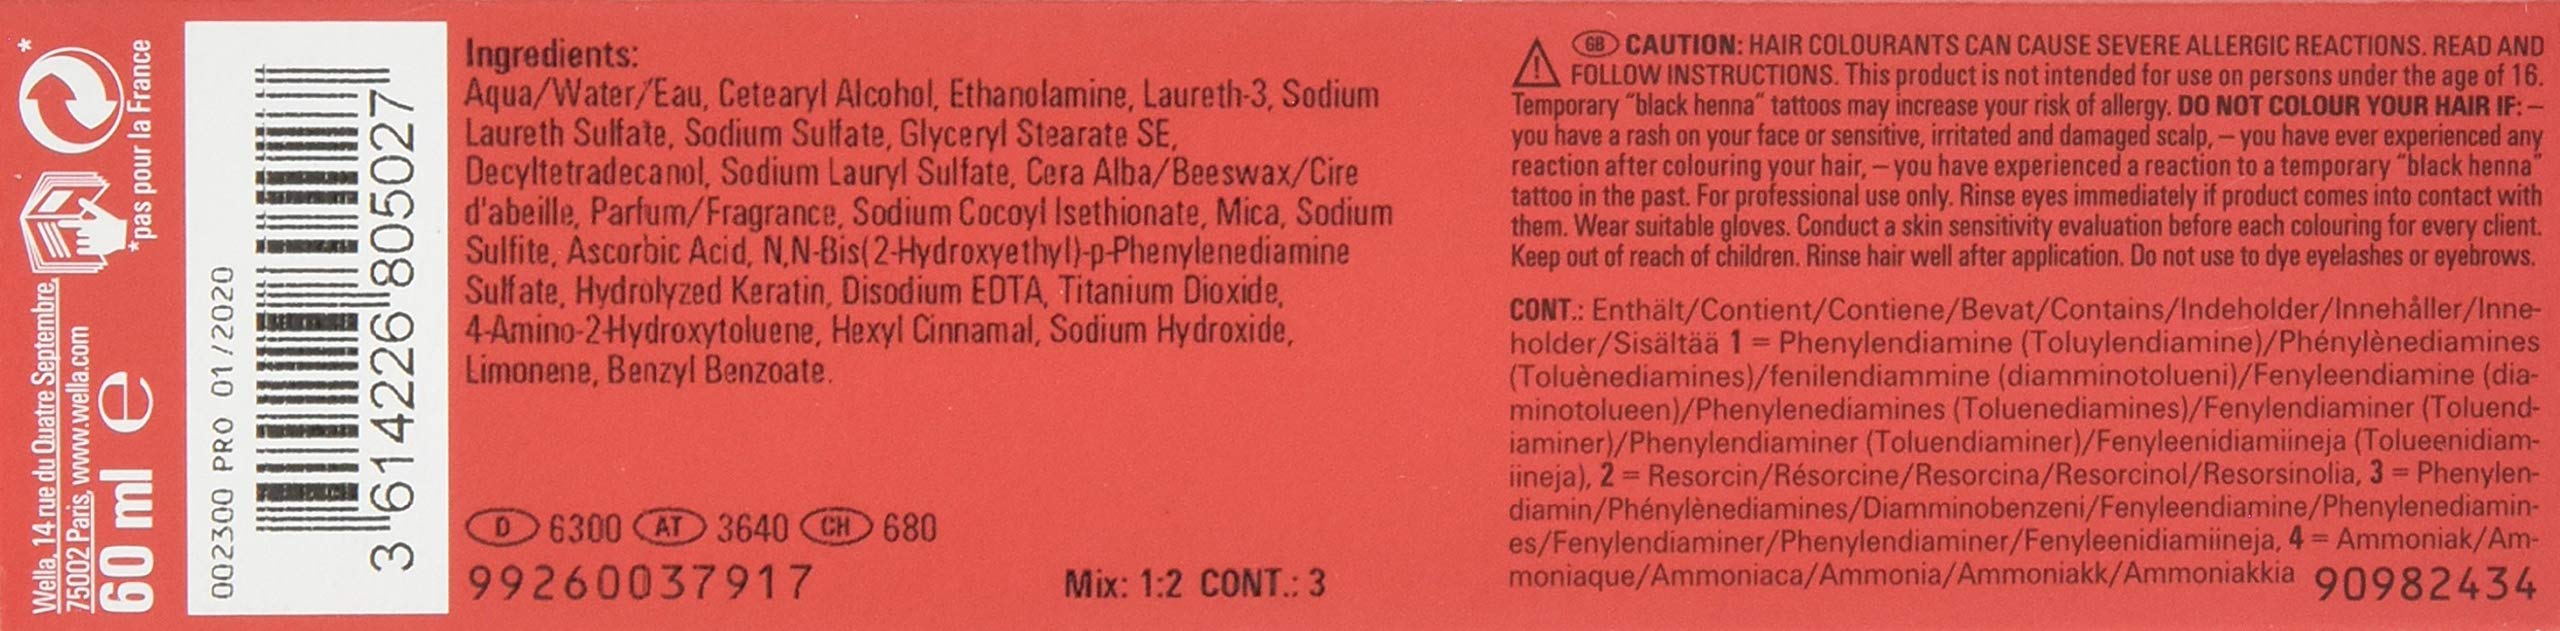 *pas pour la France
Wella, 14 rue du Quatre Septembre,
75002 Paris, www.wella.com
60 ml e
002300 PRO 01/2020
3 614226 805027
Ingredients:
Aqua/Water/Eau, Cetearyl Alcohol, Ethanolamine, Laureth-3, Sodium
Laureth Sulfate, Sodium Sulfate, Glyceryl Stearate SE,
Decyltetradecanol, Sodium Lauryl Sulfate, Cera Alba/Beeswax/Cire
d'abeille, Parfum/Fragrance, Sodium Cocoyl Isethionate, Mica, Sodium
Sulfite, Ascorbic Acid, N,N-Bis(2-Hydroxyethyl)-p-Phenylenediamine
Sulfate, Hydrolyzed Keratin, Disodium EDTA, Titanium Dioxide,
4-Amino-2-Hydroxytoluene, Hexyl Cinnamal, Sodium Hydroxide,
Limonene, Benzyl Benzoate.
D 6300 AT 3640 CH 680
99260037917
Mix: 1:2 CONT.: 3
GB CAUTION: HAIR COLOURANTS CAN CAUSE SEVERE ALLERGIC REACTIONS. READ AND
FOLLOW INSTRUCTIONS. This product is not intended for use on persons under the age of 16.
Temporary "black henna" tattoos may increase your risk of allergy. DO NOT COLOUR YOUR HAIR IF: –
you have a rash on your face or sensitive, irritated and damaged scalp, – you have ever experienced any
reaction after colouring your hair, – you have experienced a reaction to a temporary "black henna"
tattoo in the past. For professional use only. Rinse eyes immediately if product comes into contact with
them. Wear suitable gloves. Conduct a skin sensitivity evaluation before each colouring for every client.
Keep out of reach of children. Rinse hair well after application. Do not use to dye eyelashes or eyebrows.
CONT.: Enthält/Contient/Contiene/Bevat/Contains/Indeholder/Innehåller/Inne-
holder/Sisältää 1 = Phenylendiamine (Toluylendiamine)/Phénylènediamines
(Toluènediamines)/fenilendiammine (diamminotolueni)/Fenyleendiamine (dia-
minotolueen)/Phenylenediamines (Toluenediamines)/Fenylendiaminer (Toluend-
iaminer)/Phenylendiaminer (Toluendiaminer)/Fenyleenidiamiineja (Tolueenidiam-
iineja), 2 = Resorcin/Résorcine/Resorcina/Resorcinol/Resorsinolia, 3 = Phenylen-
diamin/Phénylènediamines/Diamminobenzeni/Fenyleendiamine/Phenylenediamin-
es/Fenylendiaminer/Phenylendiaminer/Fenyleenidiamiineja, 4 = Ammoniak/Am-
moniaque/Ammoniaca/Ammonia/Ammoniakk/Ammoniakkia 90982434